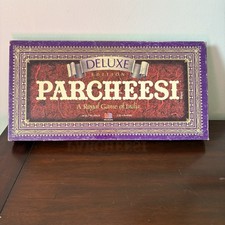 DELUXE
EDITION
PARCHEESI
A Royal Game of India